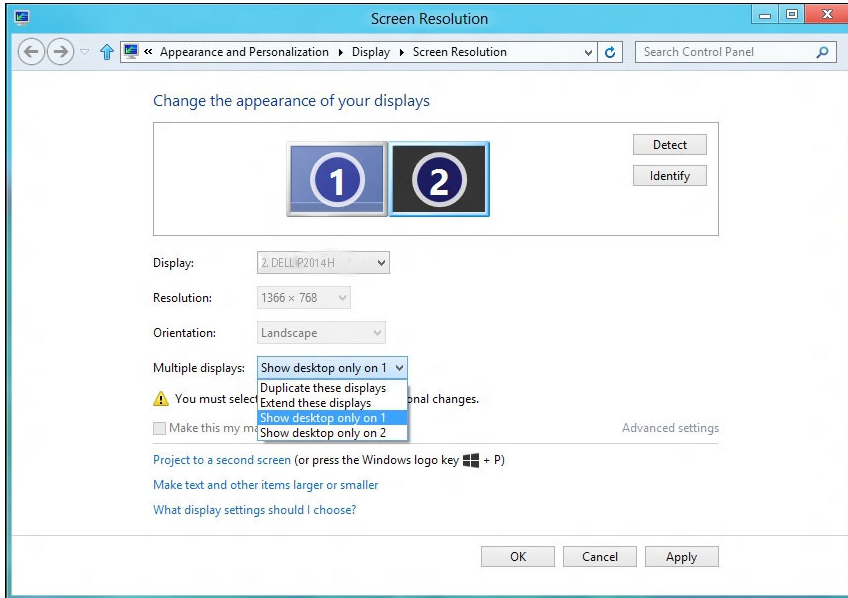 Screen Resolution
« Appearance and Personalization Display Screen Resolution
Search Control Panel
Change the appearance of your displays
1 2
Detect
Identify
Display: 2. DELL P2014H
Resolution: 1366 × 768
Orientation: Landscape
Multiple displays: Show desktop only on 1
Duplicate these displays
You must select onal changes.
Extend these displays
Show desktop only on 1
Make this my ma
Show desktop only on 2
Advanced settings
Project to a second screen (or press the Windows logo key + P)
Make text and other items larger or smaller
What display settings should I choose?
OK Cancel Apply